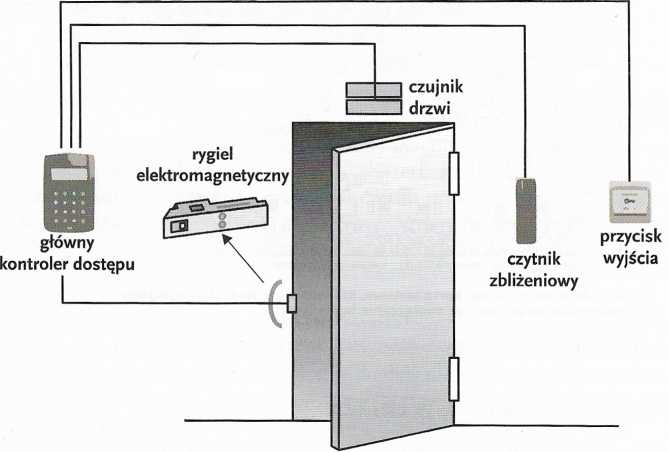 czujnik
drzwi
rygiel
elektromagnetyczny
główny
kontroler dostępu
czytnik
zbliżeniowy
przycisk
wyjścia